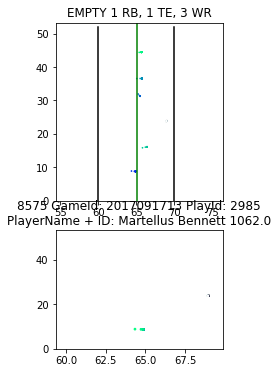 EMPTY 1 RB, 1 TE, 3 WR
50
40
30
20
10
0
55 60 65 70 75
8575 GameId: 2017091713 PlayId: 2985
PlayerName + ID: Martellus Bennett 1062.0
40
20
0
60.0 62.5 65.0 67.5